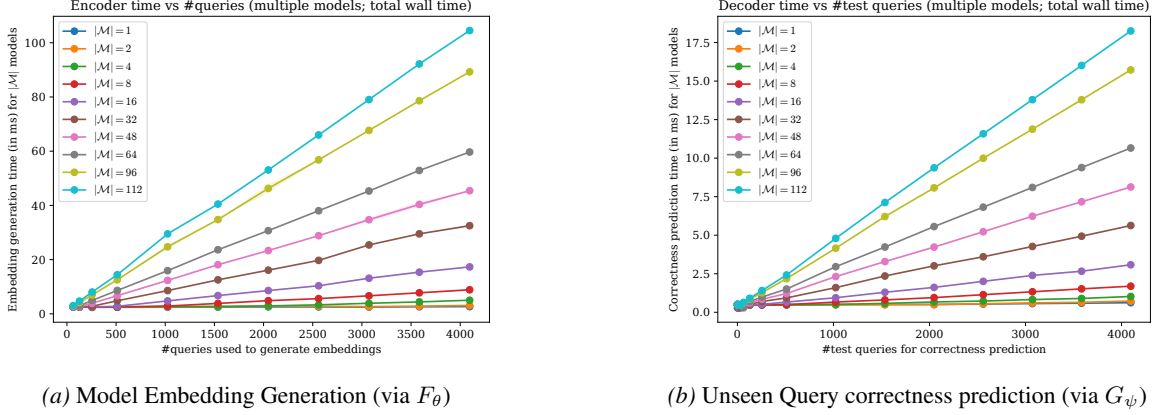 Encoder time vs #queries (multiple models; total wall time)
Embedding generation time (in ms) for |ℳ| models
100
80
60
40
20
0
|ℳ| = 1
|ℳ| = 2
|ℳ| = 4
|ℳ| = 8
|ℳ| = 16
|ℳ| = 32
|ℳ| = 48
|ℳ| = 64
|ℳ| = 96
|ℳ| = 112
0 500 1000 1500 2000 2500 3000 3500 4000
#queries used to generate embeddings
(a) Model Embedding Generation (via F_θ)
Decoder time vs #test queries (multiple models; total wall time)
Correctness prediction time (in ms) for |ℳ| models
17.5
15.0
12.5
10.0
7.5
5.0
2.5
0.0
|ℳ| = 1
|ℳ| = 2
|ℳ| = 4
|ℳ| = 8
|ℳ| = 16
|ℳ| = 32
|ℳ| = 48
|ℳ| = 64
|ℳ| = 96
|ℳ| = 112
0 500 1000 1500 2000 2500 3000 3500 4000
#test queries for correctness prediction
(b) Unseen Query correctness prediction (via G_ψ)